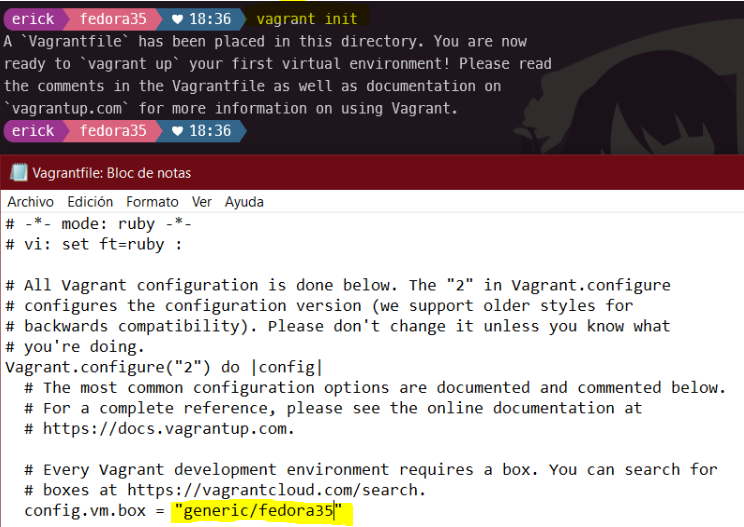 erick fedora35 ♥ 18:36 vagrant init
A `Vagrantfile` has been placed in this directory. You are now
ready to `vagrant up` your first virtual environment! Please read
the comments in the Vagrantfile as well as documentation on
`vagrantup.com` for more information on using Vagrant.
erick fedora35 ♥ 18:36
Vagrantfile: Bloc de notas
Archivo Edición Formato Ver Ayuda
# -*- mode: ruby -*-
# vi: set ft=ruby :
# All Vagrant configuration is done below. The "2" in Vagrant.configure
# configures the configuration version (we support older styles for
# backwards compatibility). Please don't change it unless you know what
# you're doing.
Vagrant.configure("2") do |config|
# The most common configuration options are documented and commented below.
# For a complete reference, please see the online documentation at
# https://docs.vagrantup.com.
# Every Vagrant development environment requires a box. You can search for
# boxes at https://vagrantcloud.com/search.
config.vm.box = "generic/fedora35"